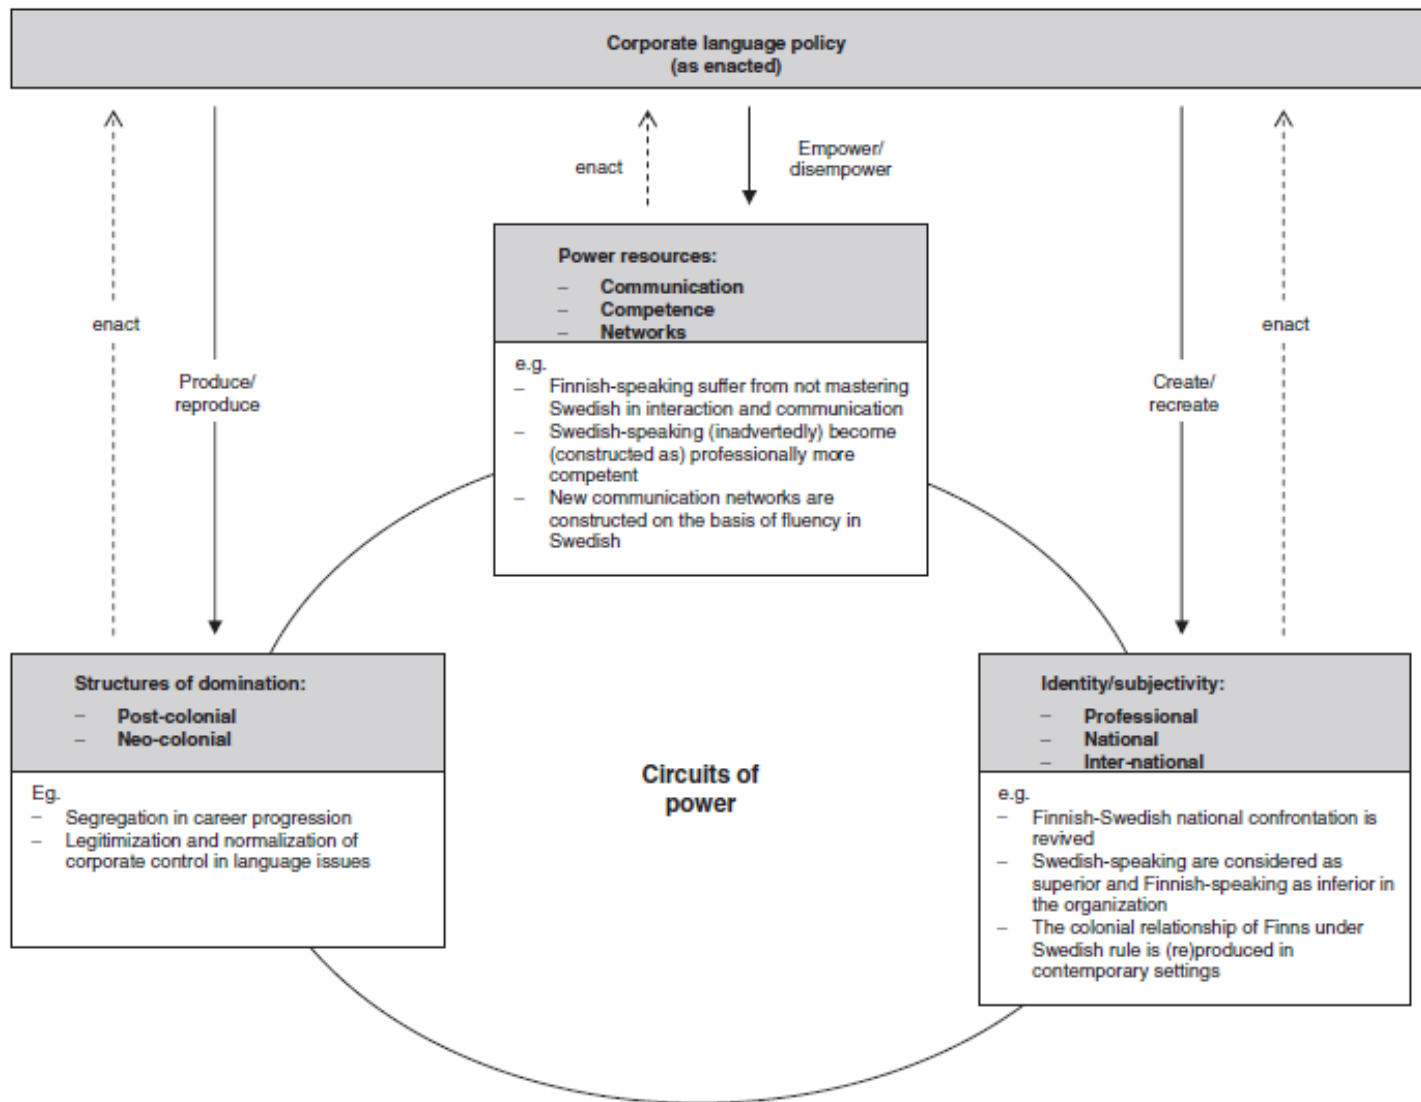 Corporate language policy
(as enacted)
enact
Empower/
disempower
enact
Produce/
reproduce
enact
Create/
recreate
Power resources:
– Communication
– Competence
– Networks
e.g.
– Finnish-speaking suffer from not mastering
Swedish in interaction and communication
– Swedish-speaking (inadvertedly) become
(constructed as) professionally more
competent
– New communication networks are
constructed on the basis of fluency in
Swedish
Structures of domination:
– Post-colonial
– Neo-colonial
Eg.
– Segregation in career progression
– Legitimization and normalization of
corporate control in language issues
Circuits of
power
Identity/subjectivity:
– Professional
– National
– Inter-national
e.g.
– Finnish-Swedish national confrontation is
revived
– Swedish-speaking are considered as
superior and Finnish-speaking as inferior in
the organization
– The colonial relationship of Finns under
Swedish rule is (re)produced in
contemporary settings